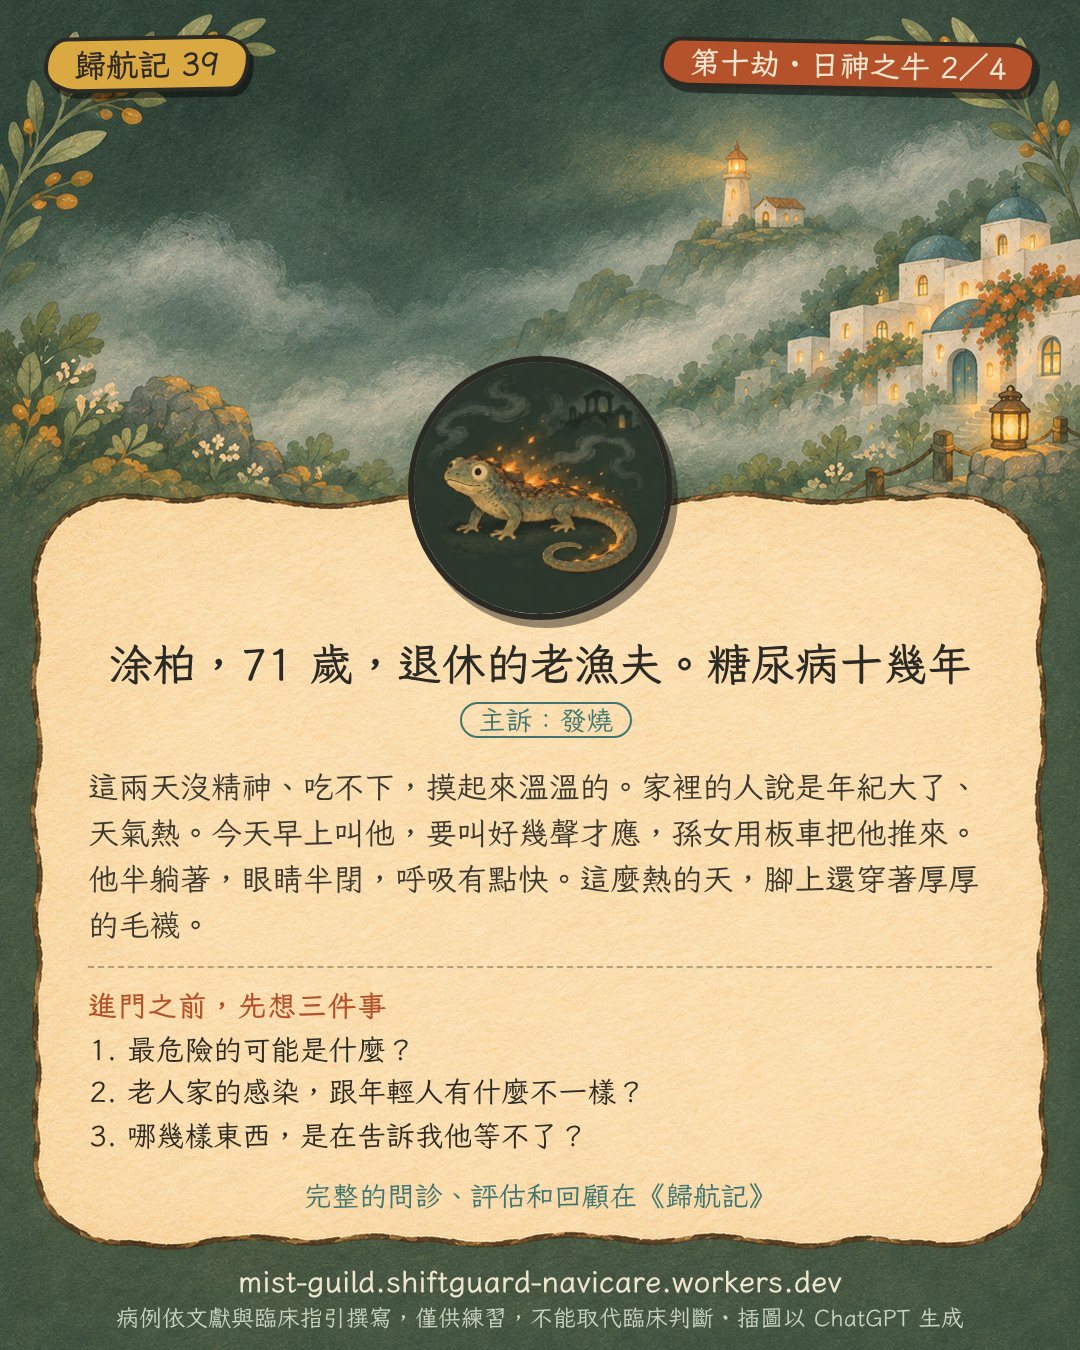 歸航記 39
第十劫・日神之牛 2／4
涂柏，71 歲，退休的老漁夫。糖尿病十幾年
主訴：發燒
這兩天沒精神、吃不下，摸起來溫溫的。家裡的人說是年紀大了、
天氣熱。今天早上叫他，要叫好幾聲才應，孫女用板車把他推來。
他半躺著，眼睛半閉，呼吸有點快。這麼熱的天，腳上還穿著厚厚
的毛襪。
進門之前，先想三件事
1. 最危險的可能是什麼？
2. 老人家的感染，跟年輕人有什麼不一樣？
3. 哪幾樣東西，是在告訴我他等不了？
完整的問診、評估和回顧在《歸航記》
mist-guild.shiftguard-navicare.workers.dev
病例依文獻與臨床指引撰寫，僅供練習，不能取代臨床判斷・插圖以 ChatGPT 生成